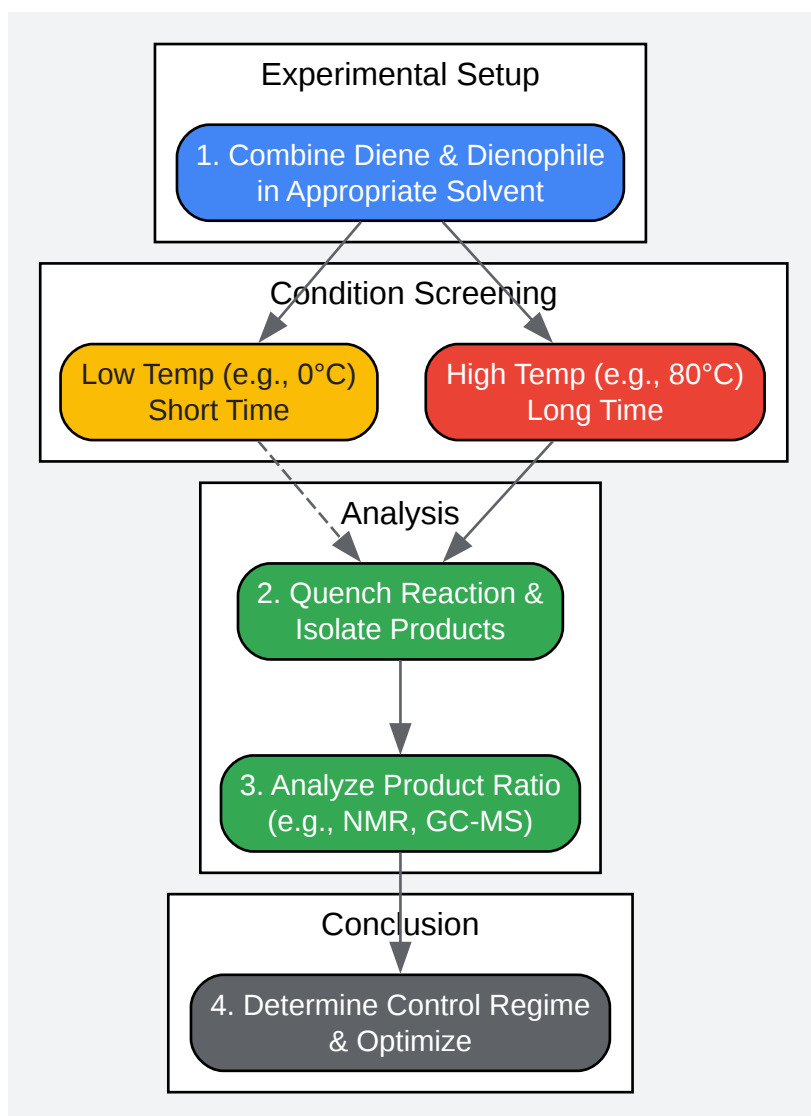 Experimental Setup
1. Combine Diene & Dienophile
in Appropriate Solvent
Condition Screening
Low Temp (e.g., 0°C)
Short Time
High Temp (e.g., 80°C)
Long Time
Analysis
2. Quench Reaction &
Isolate Products
3. Analyze Product Ratio
(e.g., NMR, GC-MS)
Conclusion
4. Determine Control Regime
& Optimize